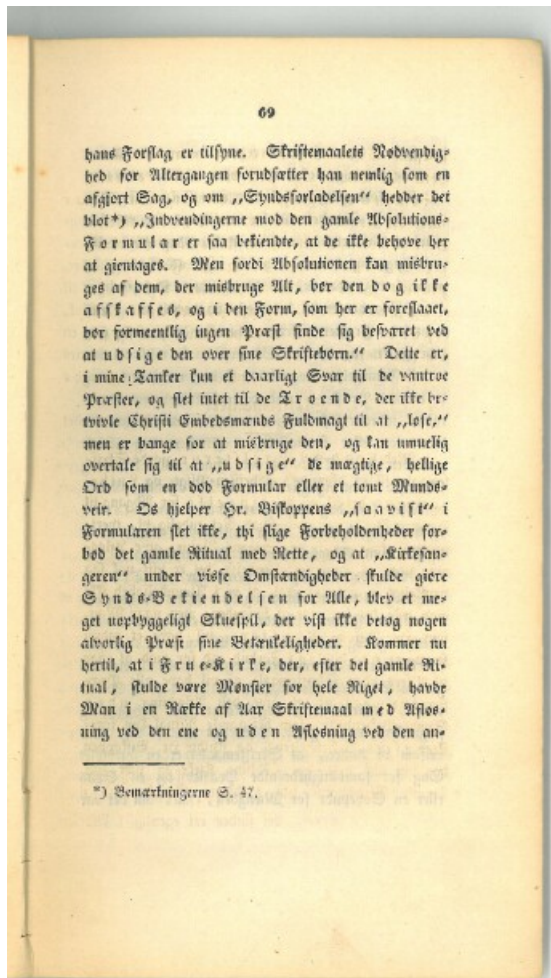 69
hans Forslag er tilsyne. Skriftemaalets Nødvendig-
hed for Altergangen forudsætter han nemlig som en
afgjort Sag, og om „Syndsforladelsen“ hedder det
blot*) „Indvendingerne mod den gamle Absolutions-
Formular er saa bekiendte, at de ikke behøve her
at gientages. Men fordi Absolutionen kan misbru-
ges af dem, der misbruge Alt, bør den dog ikke
afskaffes, og i den Form, som her er foreslaaet,
bør formeentlig ingen Præst finde sig besværet ved
at udsige den over sine Skriftebørn.“ Dette er,
i mine Tanker kun et daarligt Svar til de vantroe
Præster, og slet intet til de Troende, der ikke be-
tvivle Christi Embedsmænds Fuldmagt til at „løse,“
men er bange for at misbruge den, og kan umuelig
overtale sig til at „udsige“ de mægtige, hellige
Ord som en død Formular eller et tomt Munds-
veir. Os hjelper Hr. Biskoppens „saavist“ i
Formularen slet ikke, thi slige Forbeholdenheder for-
bød det gamle Ritual med Rette, og at „Kirkesan-
geren“ under visse Omstændigheder skulde giøre
Synds-Bekiendelsen for Alle, blev et me-
get uopbyggeligt Skuespil, der vist ikke betog nogen
alvorlig Præst sine Betænkeligheder. Kommer nu
hertil, at i Frue-Kirke, der, efter det gamle Ri-
tual, skulde være Mønster for hele Riget, havde
Man i en Række af Aar Skriftemaal med Afløs-
ning ved den ene og uden Afløsning ved den an-
*) Bemærkningerne S. 47.